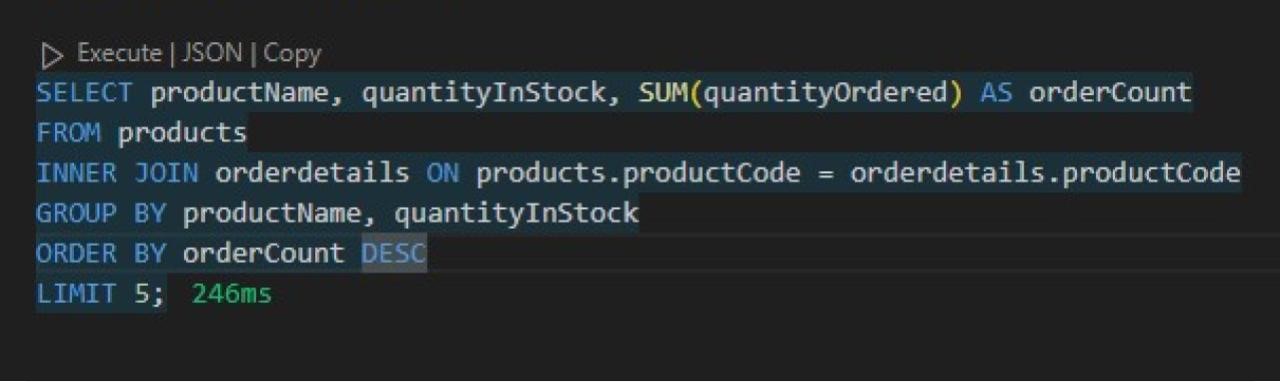 Execute | JSON | Copy
SELECT productName, quantityInStock, SUM(quantityOrdered) AS orderCount
FROM products
INNER JOIN orderdetails ON products.productCode = orderdetails.productCode
GROUP BY productName, quantityInStock
ORDER BY orderCount DESC
LIMIT 5; 246ms